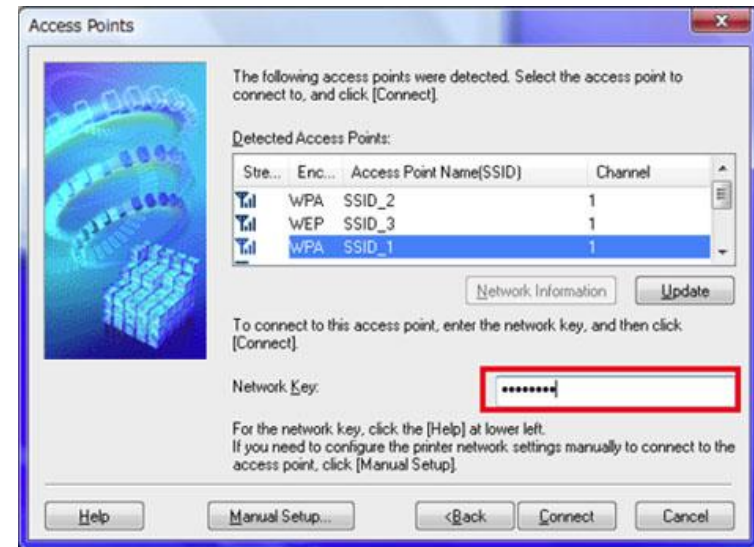 Access Points
The following access points were detected. Select the access point to
connect to, and click [Connect].
Detected Access Points:
Stre... Enc... Access Point Name(SSID) Channel
WPA SSID_2 1
WEP SSID_3 1
WPA SSID_1 1
Network Information Update
To connect to this access point, enter the network key, and then click
[Connect].
Network Key: ••••••••
For the network key, click the [Help] at lower left.
If you need to configure the printer network settings manually to connect to the
access point, click [Manual Setup].
Help Manual Setup... <Back Connect Cancel